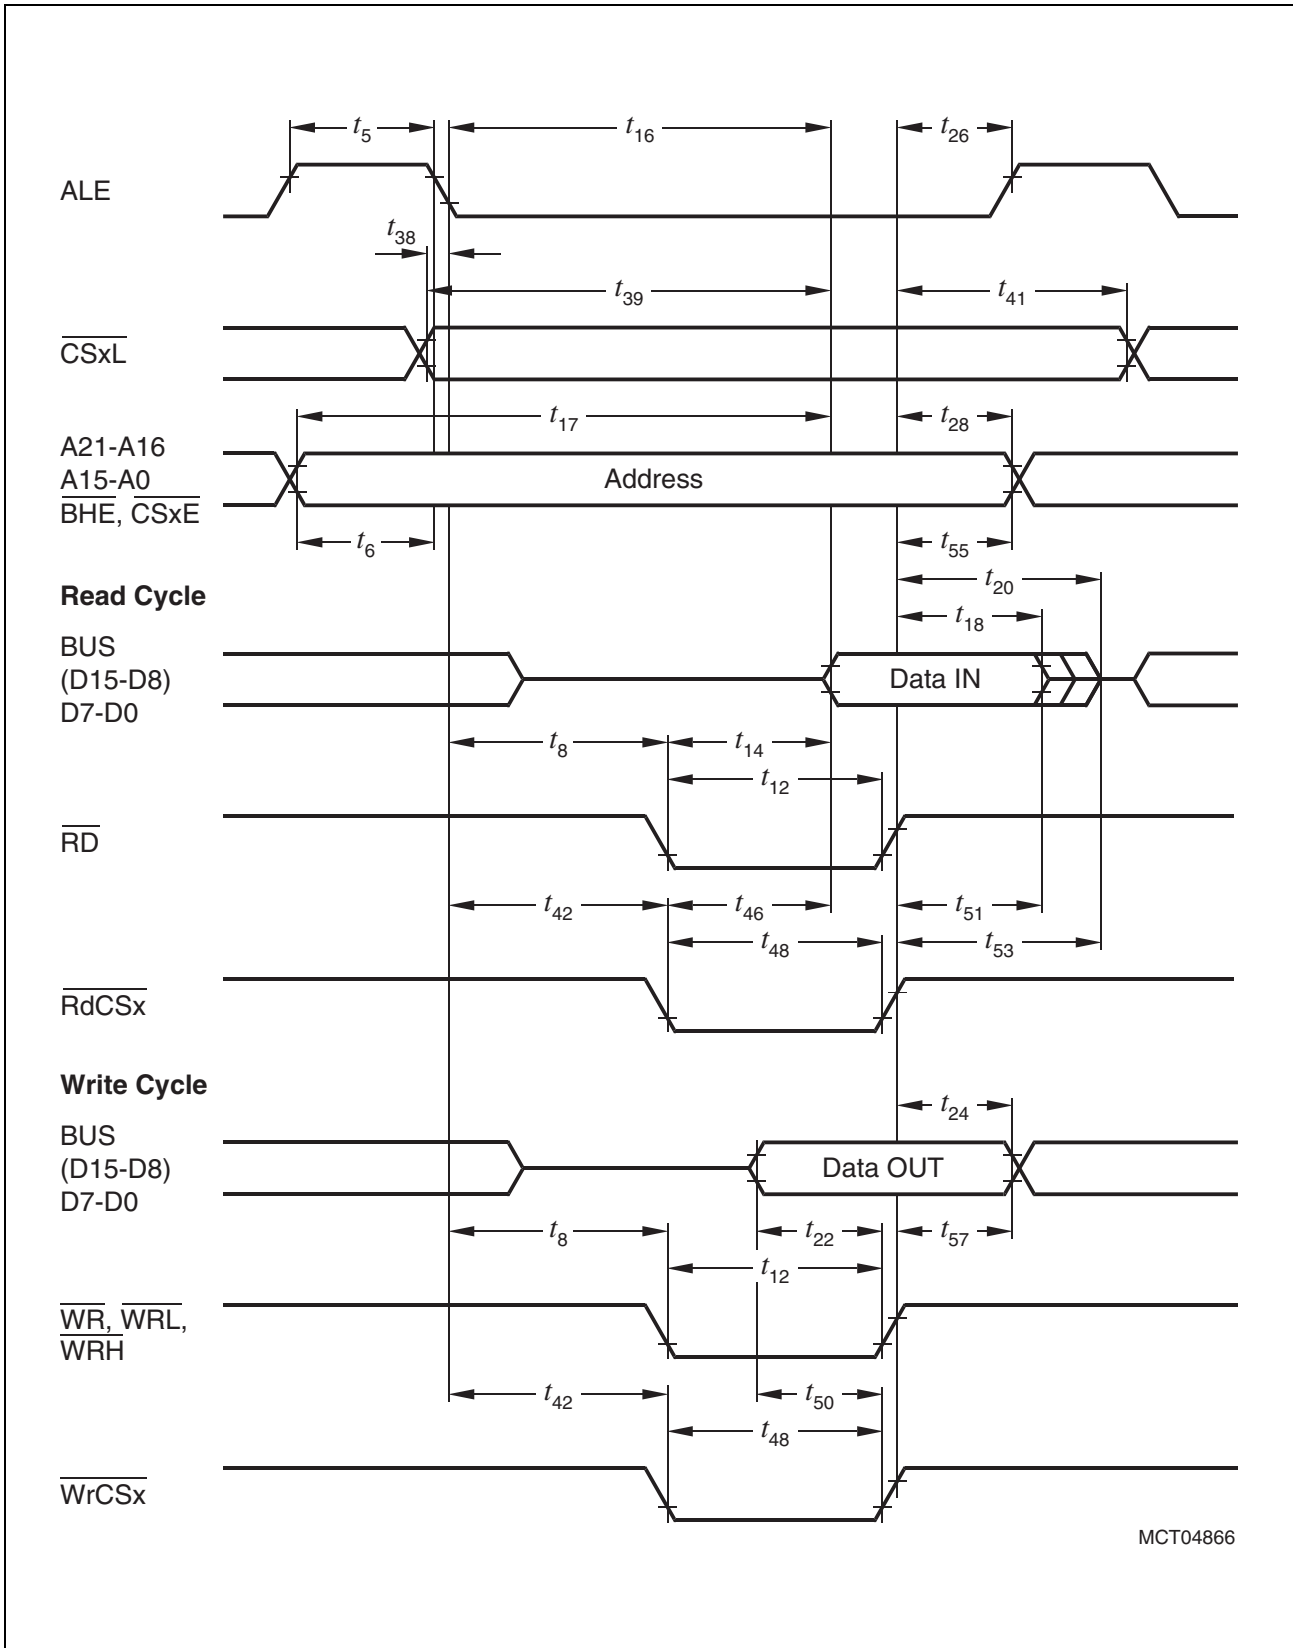 t5
t16
t26
ALE
t38
t39
t41
CSxL
t17
t28
A21-A16
A15-A0
Address
BHE, CSxE
t6
t55
t20
Read Cycle
t18
BUS
(D15-D8)
Data IN
D7-D0
t8
t14
t12
RD
t42
t46
t51
t48
t53
RdCSx
Write Cycle
t24
BUS
(D15-D8)
Data OUT
D7-D0
t8
t22
t57
t12
WR, WRL,
WRH
t42
t50
t48
WrCSx
MCT04866